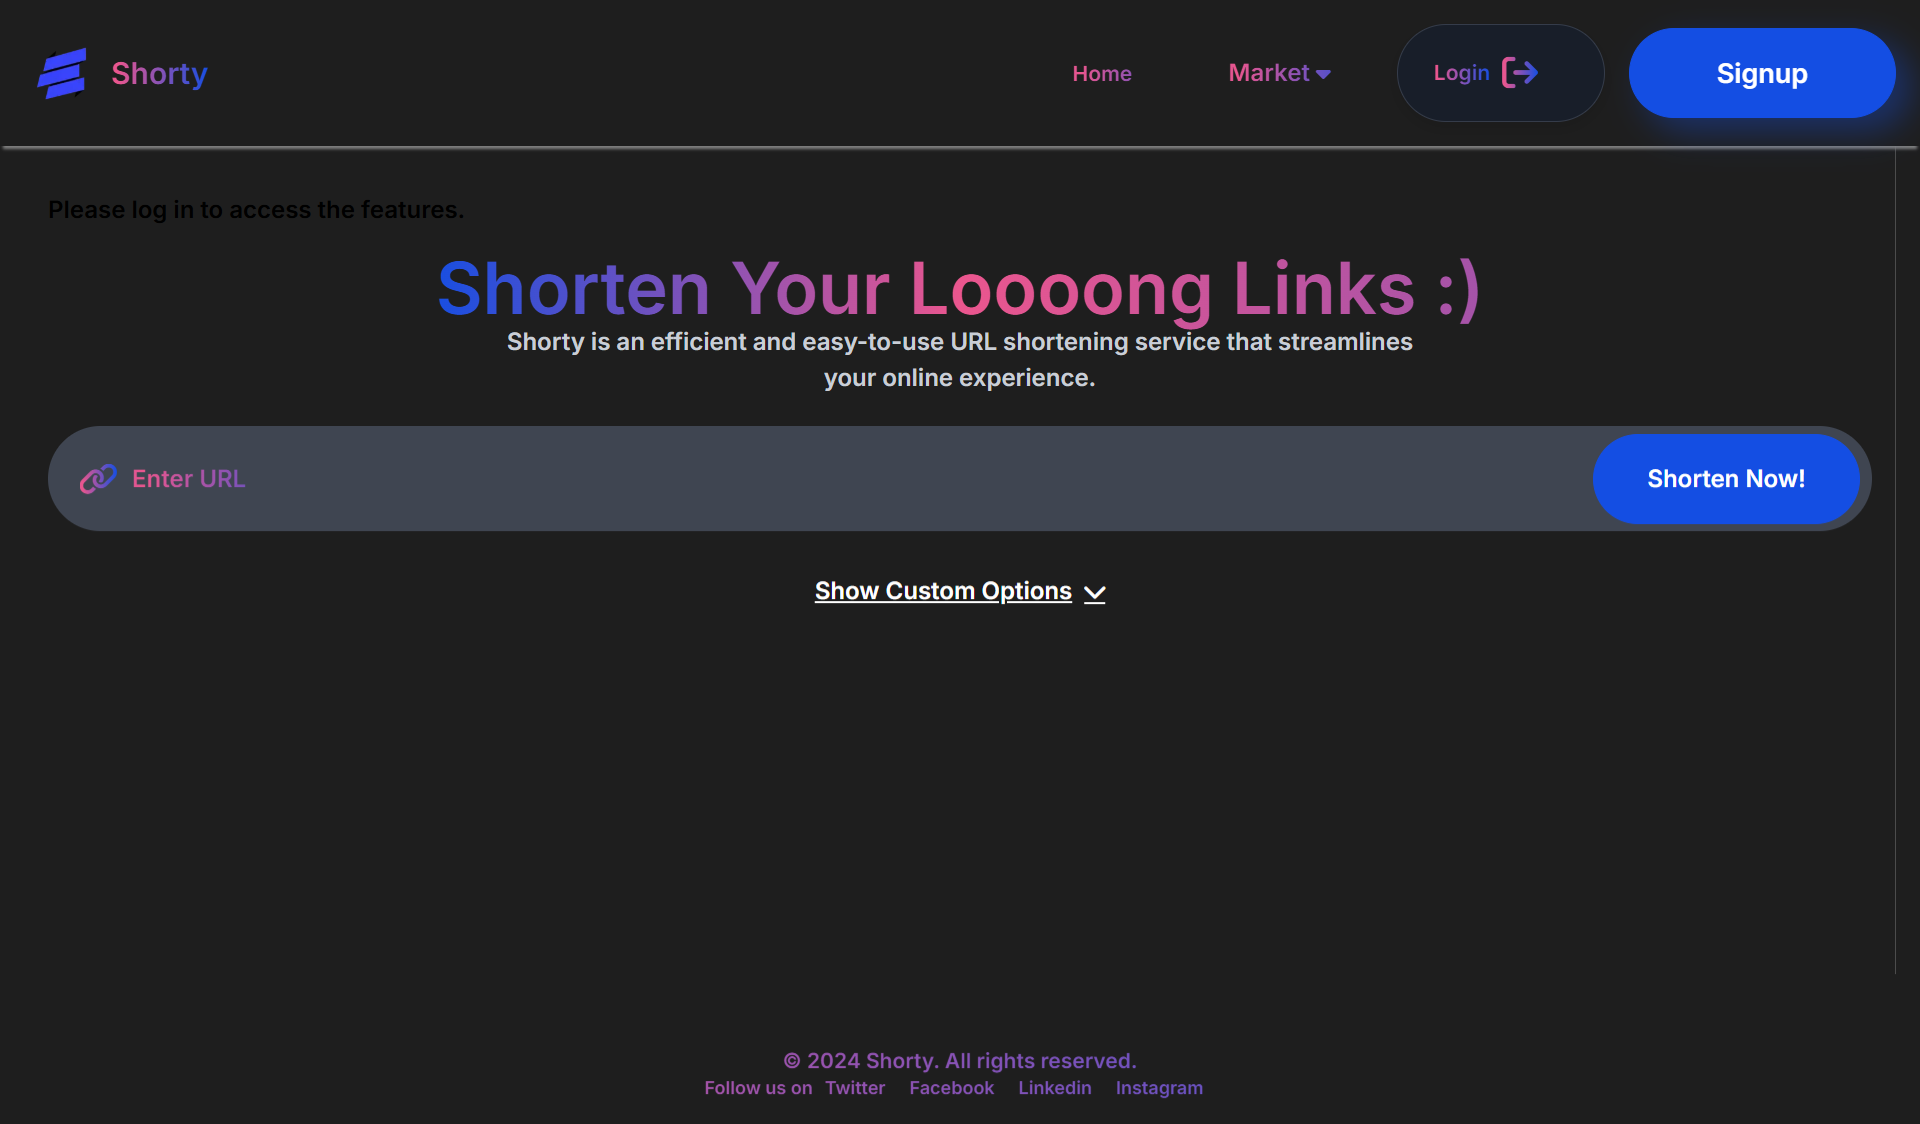 Shorty
Home
Market
Login
Signup
Please log in to access the features.
Shorten Your Loooong Links :)
Shorty is an efficient and easy-to-use URL shortening service that streamlines
your online experience.
Enter URL
Shorten Now!
Show Custom Options
© 2024 Shorty. All rights reserved.
Follow us on Twitter Facebook Linkedin Instagram